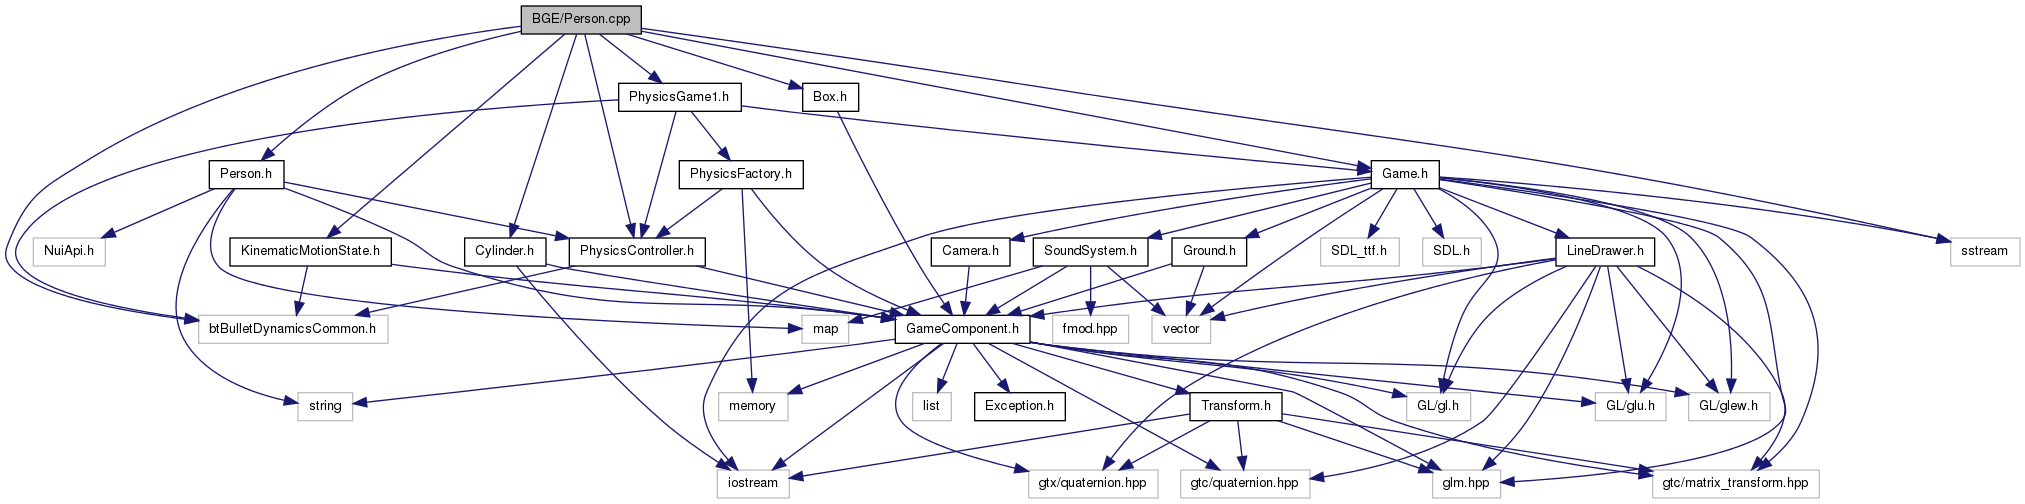 BGE/Person.cpp
PhysicsGame1.h
Box.h
Person.h
PhysicsFactory.h
Game.h
NuiApi.h
KinematicMotionState.h
Cylinder.h
PhysicsController.h
Camera.h
SoundSystem.h
Ground.h
SDL_ttf.h
SDL.h
LineDrawer.h
sstream
btBulletDynamicsCommon.h
map
GameComponent.h
fmod.hpp
vector
string
memory
list
Exception.h
Transform.h
GL/gl.h
GL/glu.h
GL/glew.h
iostream
gtx/quaternion.hpp
gtc/quaternion.hpp
glm.hpp
gtc/matrix_transform.hpp